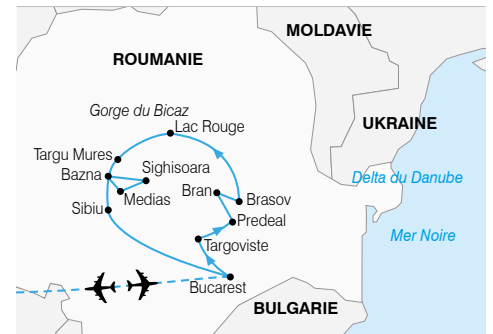 MOLDAVIE
ROUMANIE
Gorge du Bicaz
Lac Rouge
UKRAINE
Targu Mures
Sighisoara
Bazna
Delta du Danube
Bran
Medias
Brasov
Sibiu
Predeal
Mer Noire
Targoviste
Bucarest
BULGARIE